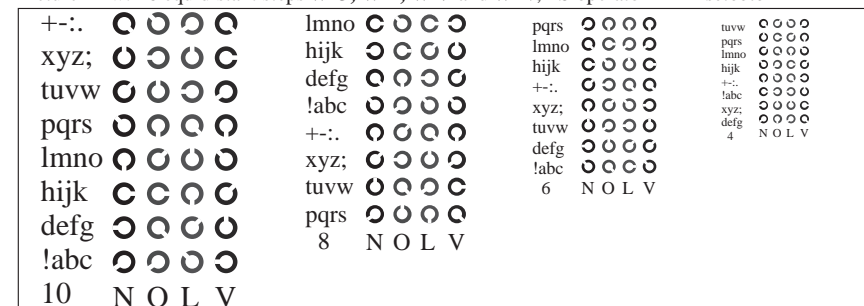 +-:.
xyz;
tuvw
pqrs
lmno
hijk
defg
!abc
10 N O L V
lmno
hijk
defg
!abc
+-:.
xyz;
tuvw
pqrs
8 N O L V
pqrs
lmno
hijk
+-:.
xyz;
tuvw
defg
!abc
6 N O L V
tuvw
pqrs
lmno
hijk
+-:.
!abc
xyz;
defg
4 N O L V